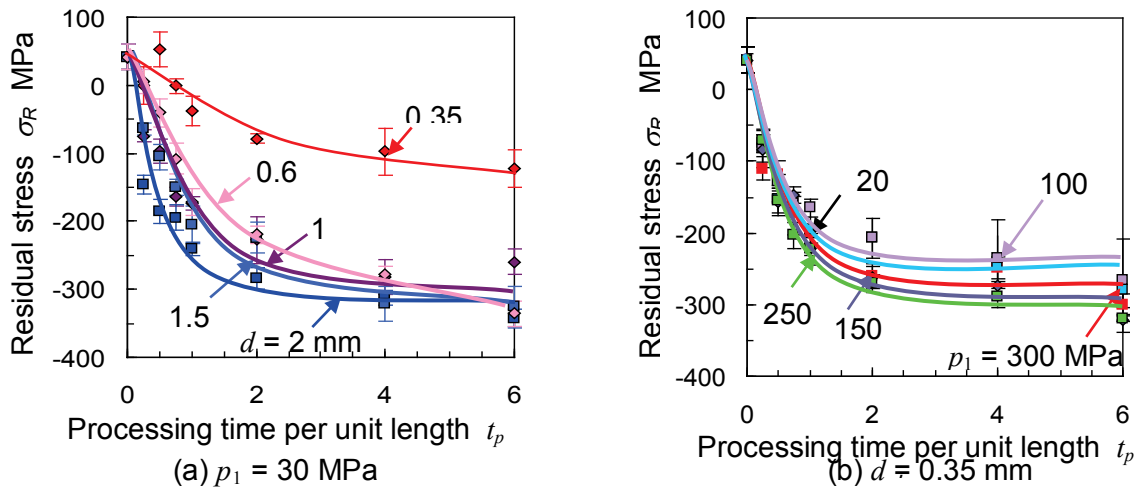 100
0
-100
-200
-300
-400
Residual stress σR MPa
0.35
0.6
1
1.5
d = 2 mm
0 2 4 6
Processing time per unit length tp
(a) p1 = 30 MPa
100
0
-100
-200
-300
-400
Residual stress σR MPa
20
100
250
150
p1 = 300 MPa
0 2 4 6
Processing time per unit length tp
(b) d = 0.35 mm